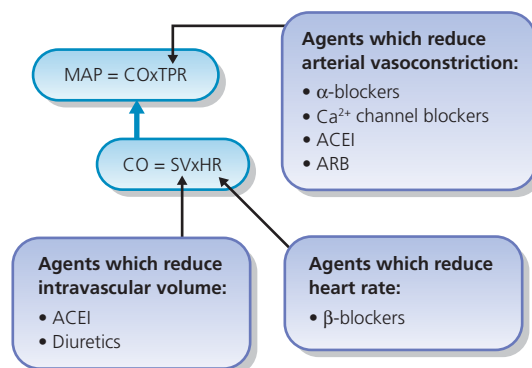 MAP = COxTPR
CO = SVxHR
Agents which reduce
arterial vasoconstriction:
• α-blockers
• Ca²⁺ channel blockers
• ACEI
• ARB
Agents which reduce
intravascular volume:
• ACEI
• Diuretics
Agents which reduce
heart rate:
• β-blockers